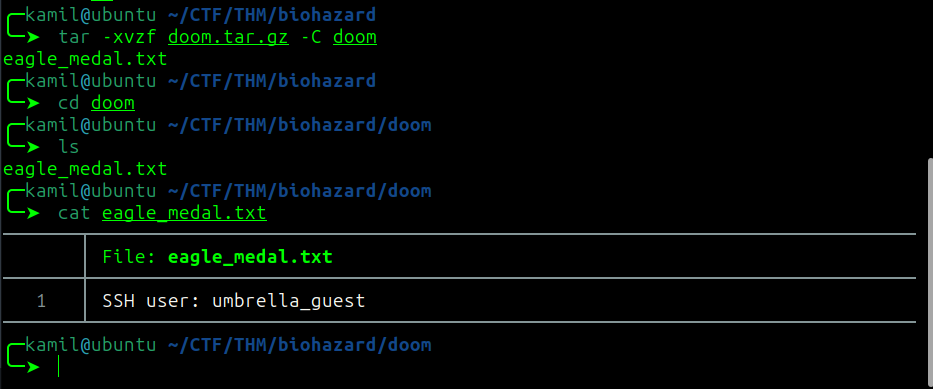 kamil@ubuntu ~/CTF/THM/biohazard
tar -xvzf doom.tar.gz -C doom
eagle_medal.txt
kamil@ubuntu ~/CTF/THM/biohazard
cd doom
kamil@ubuntu ~/CTF/THM/biohazard/doom
ls
eagle_medal.txt
kamil@ubuntu ~/CTF/THM/biohazard/doom
cat eagle_medal.txt
File: eagle_medal.txt
1 SSH user: umbrella_guest
kamil@ubuntu ~/CTF/THM/biohazard/doom